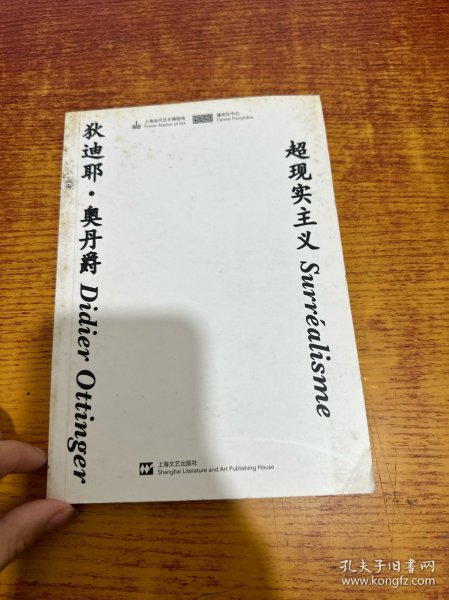 上海当代艺术博物馆
Power Station of Art
蓬皮杜中心
Centre Pompidou
超现实主义 Surréalisme
狄迪耶·奥丹爵 Didier Ottinger
上海文艺出版社
Shanghai Literature and Art Publishing House
孔夫子旧书网
www.kongfz.com